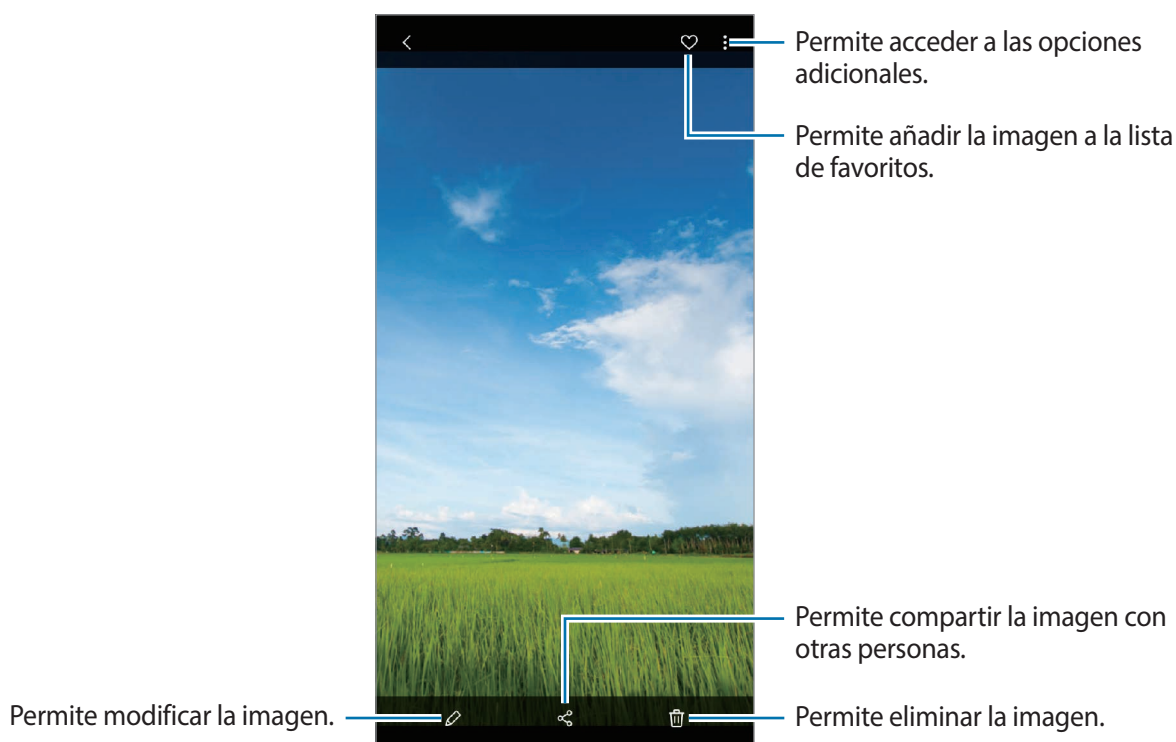 Permite acceder a las opciones
adicionales.
Permite añadir la imagen a la lista
de favoritos.
Permite compartir la imagen con
otras personas.
Permite modificar la imagen.
Permite eliminar la imagen.